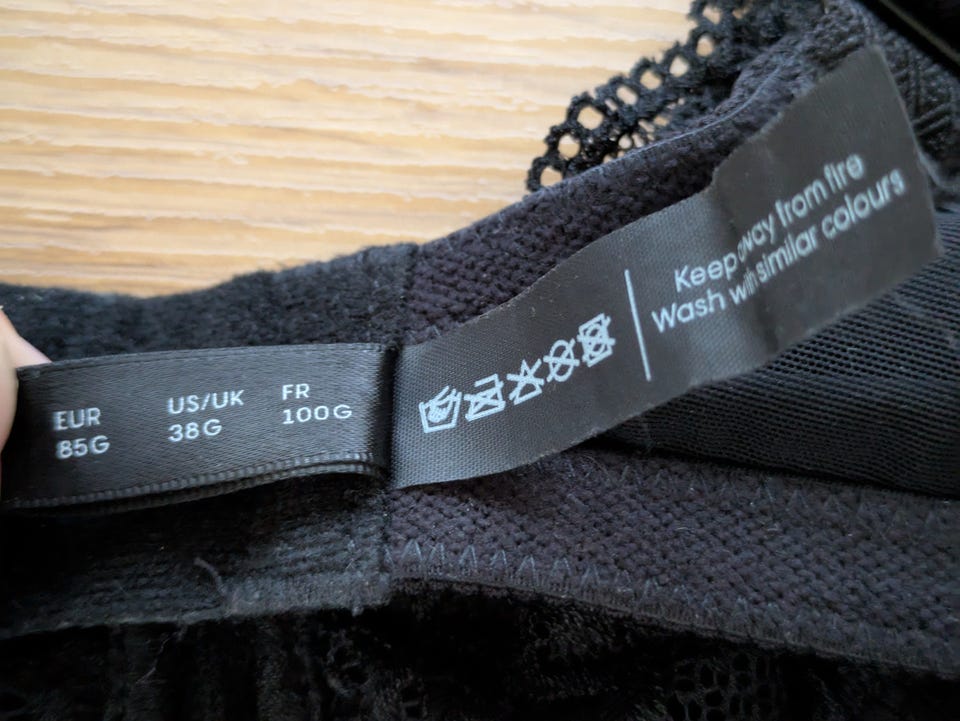 EUR
85G
US/UK
38G
FR
100G
Keep away from fire
Wash with similar colours